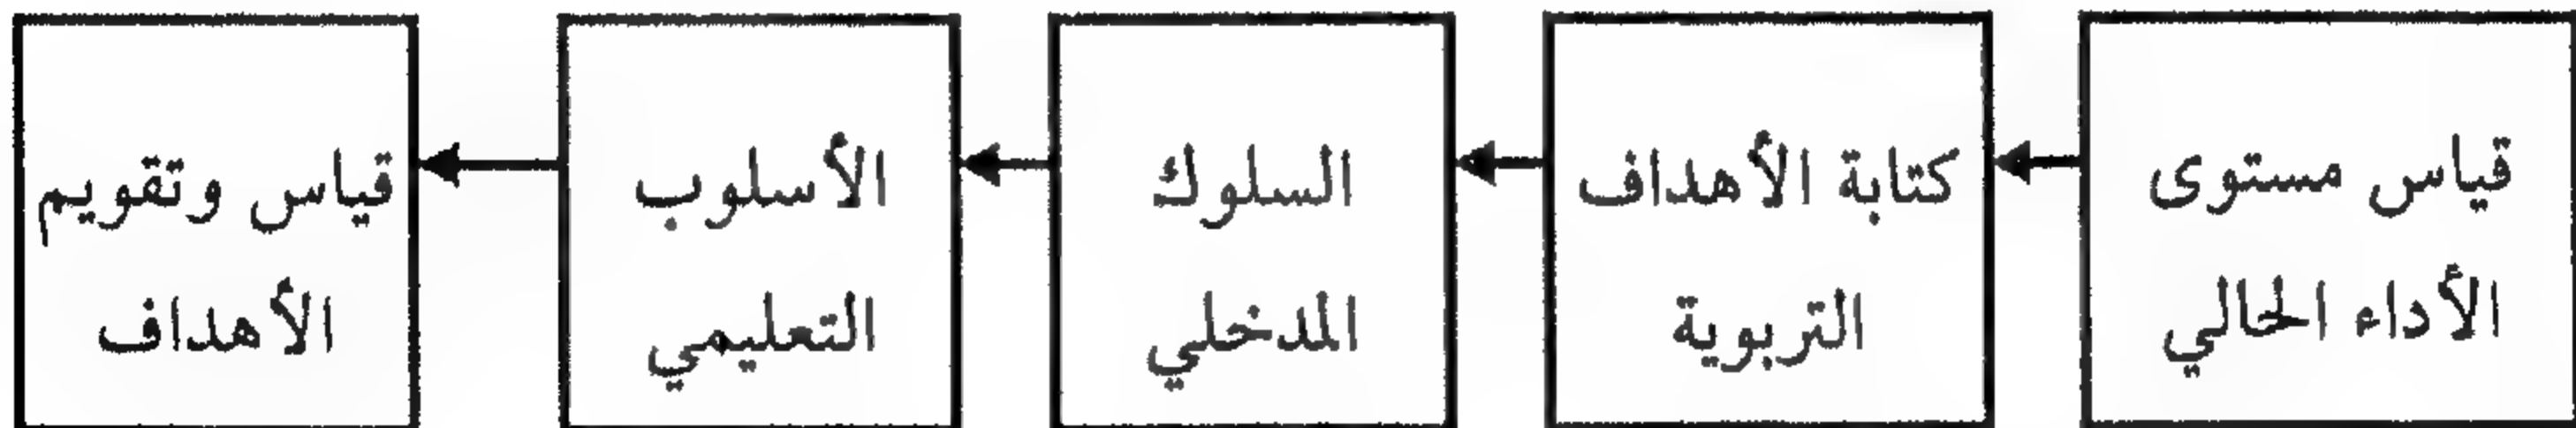 قياس مستوى
الأداء الحالي
كتابة الأهداف
التربوية
السلوك
المدخلي
الأسلوب
التعليمي
قياس وتقويم
الأهداف